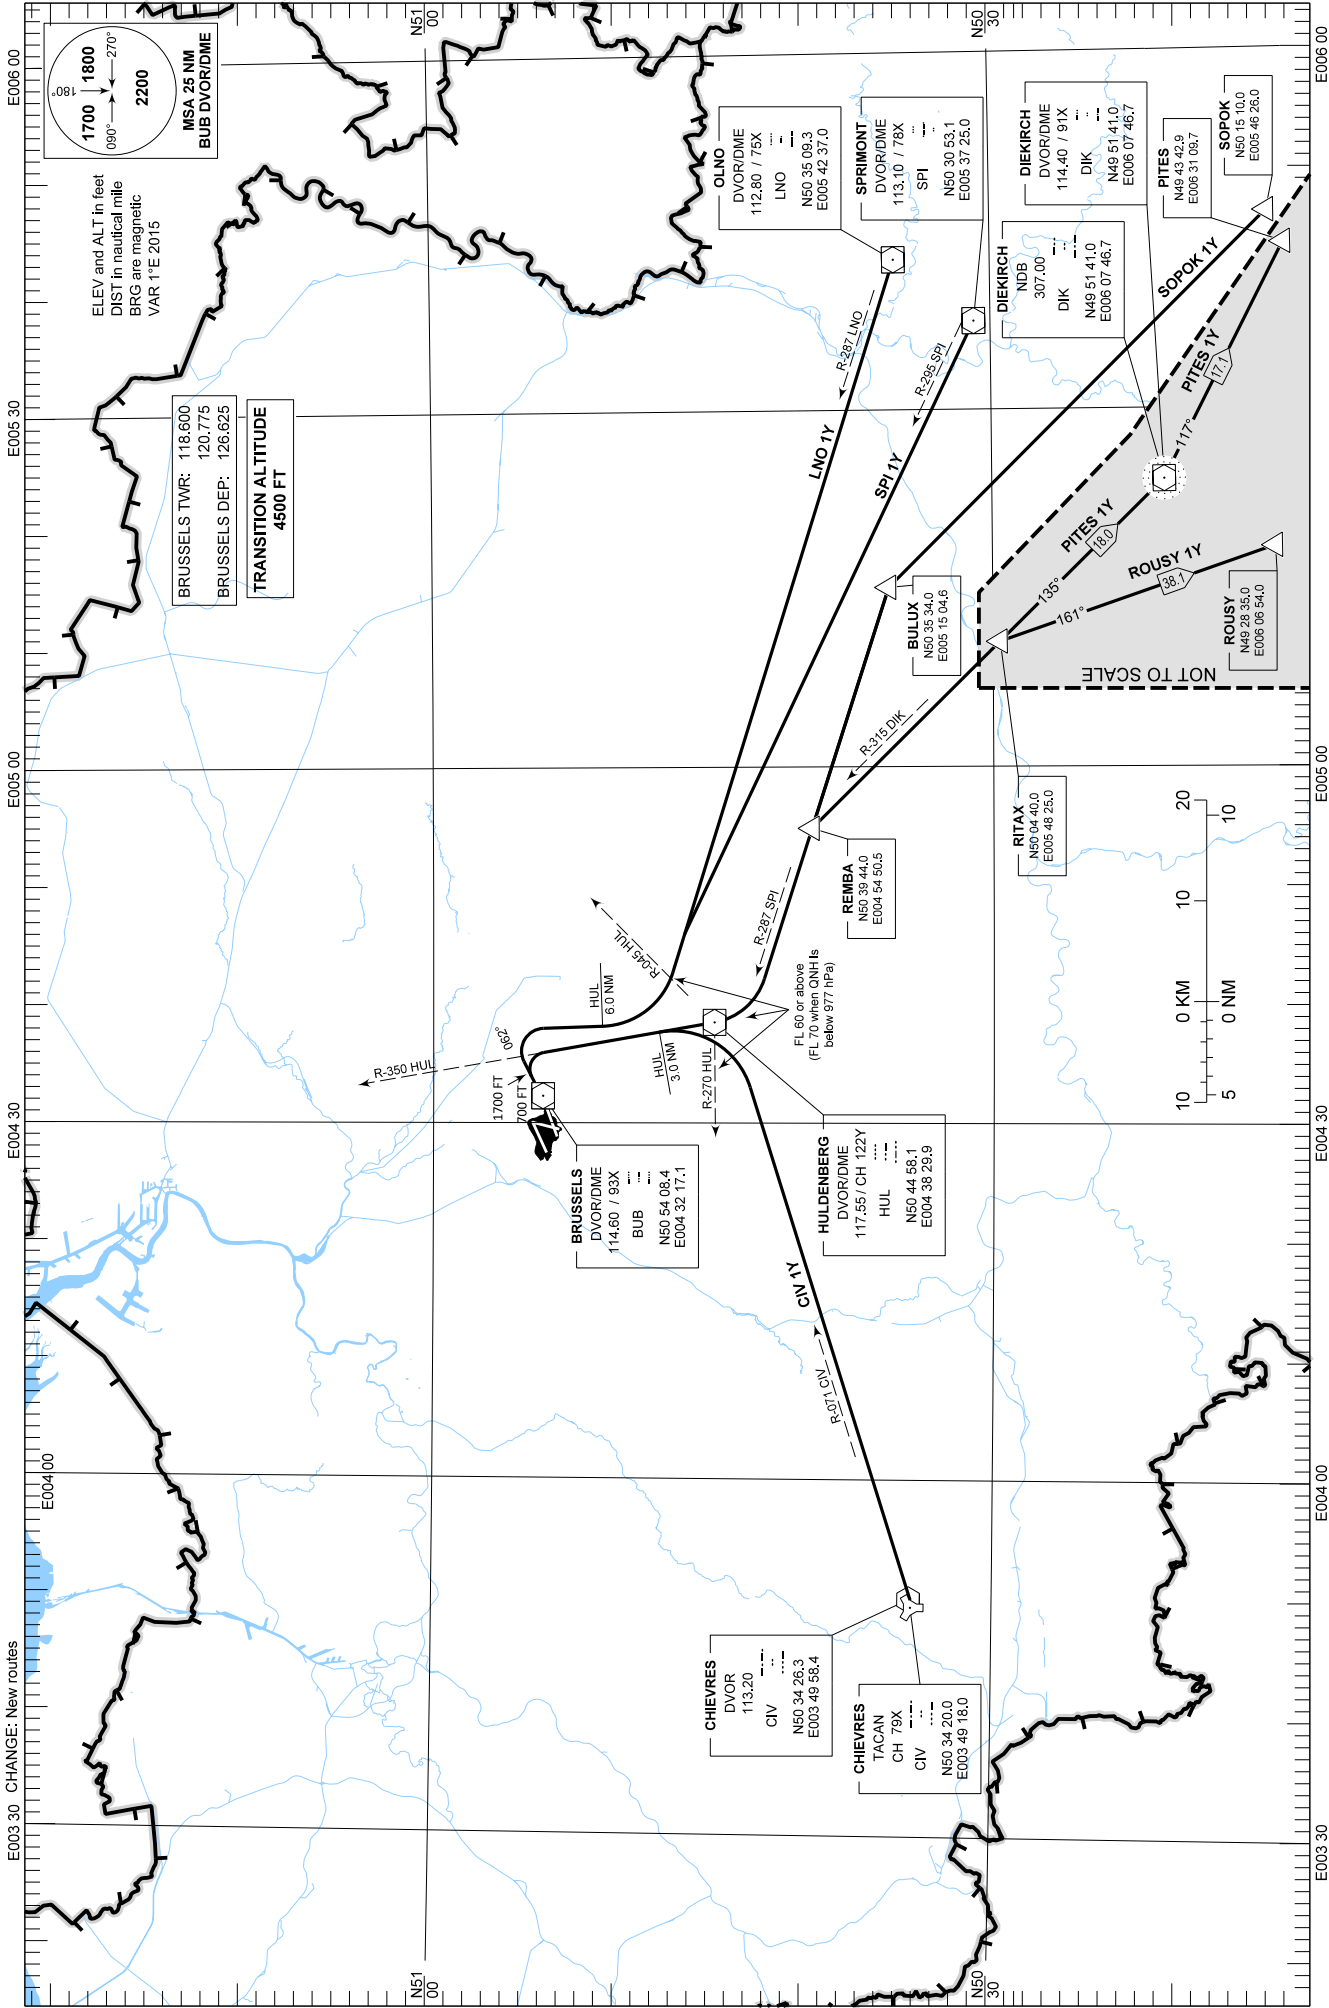 E003 30
CHANGE: New routes
E004 00
E004 30
E005 00
E005 30
E006 00
180°
1700
1800
090°
270°
2200
MSA 25 NM
BUB DVOR/DME
ELEV and ALT in feet
DIST in nautical mile
BRG are magnetic
VAR 1°E 2015
BRUSSELS TWR: 118.600
120.775
BRUSSELS DEP: 126.625
TRANSITION ALTITUDE
4500 FT
N51
00
N51
00
R-350 HUL
062°
1700 FT
700 FT
HUL
6.0 NM
R-045 HUL
HUL
3.0 NM
R-270 HUL
BRUSSELS
DVOR/DME
114.60 / 93X
BUB
N50 54 08.4
E004 32 17.1
FL 60 or above
(FL 70 when QNH Is
below 977 hPa)
HULDENBERG
DVOR/DME
117.55 / CH 122Y
HUL
N50 44 58.1
E004 38 29.9
R-287 SPI
REMBA
N50 39 44.0
E004 54 50.5
CIV 1Y
R-071 CIV
CHIEVRES
DVOR
113.20
CIV
N50 34 26.3
E003 49 58.4
CHIEVRES
TACAN
CH 79X
CIV
N50 34 20.0
E003 49 18.0
LNO 1Y
R-287 LNO
OLNO
DVOR/DME
112.80 / 75X
LNO
N50 35 09.3
E005 42 37.0
SPI 1Y
R-295 SPI
SPRIMONT
DVOR/DME
113.10 / 78X
SPI
N50 30 53.1
E005 37 25.0
BULUX
N50 35 34.0
E005 15 04.6
R-315 DIK
SOPOK 1Y
RITAX
N50 04 40.0
E005 48 25.0
DIEKIRCH
NDB
307.00
DIK
N49 51 41.0
E006 07 46.7
DIEKIRCH
DVOR/DME
114.40 / 91X
DIK
N49 51 41.0
E006 07 46.7
PITES
N49 43 42.9
E006 31 09.7
SOPOK
N50 15 10.0
E005 46 26.0
135°
PITES 1Y
18.0
117°
PITES 1Y
17.1
161°
ROUSY 1Y
38.1
ROUSY
N49 28 35.0
E006 06 54.0
NOT TO SCALE
10
0 KM
10
20
5
0 NM
10
N50
30
N50
30
E003 30
E004 00
E004 30
E005 00
E005 30
E006 00